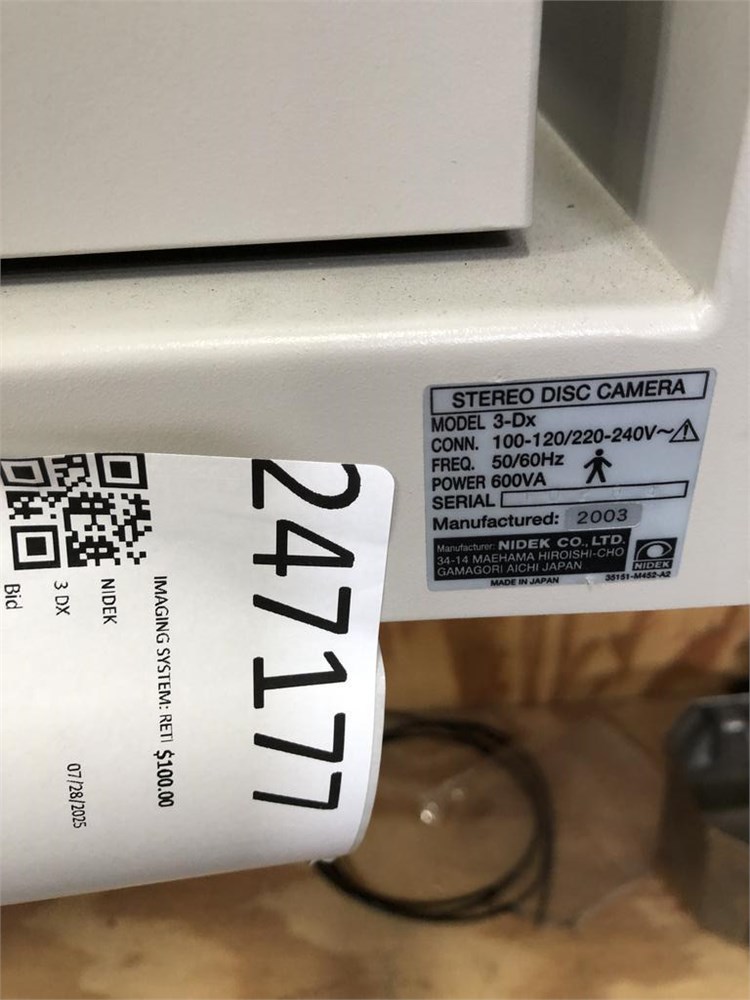 STEREO DISC CAMERA
MODEL 3-Dx
CONN. 100-120/220-240V~
FREQ. 50/60Hz
POWER 600VA
SERIAL
Manufactured: 2003
Manufacturer: NIDEK CO., LTD.
34-14 MAEHAMA HIROISHI-CHO
GAMAGORI AICHI JAPAN
NIDEK
MADE IN JAPAN 35151-M452-A2
247177
IMAGING SYSTEM: RETI $100.00
NIDEK
3 DX 07/28/2025
Bid